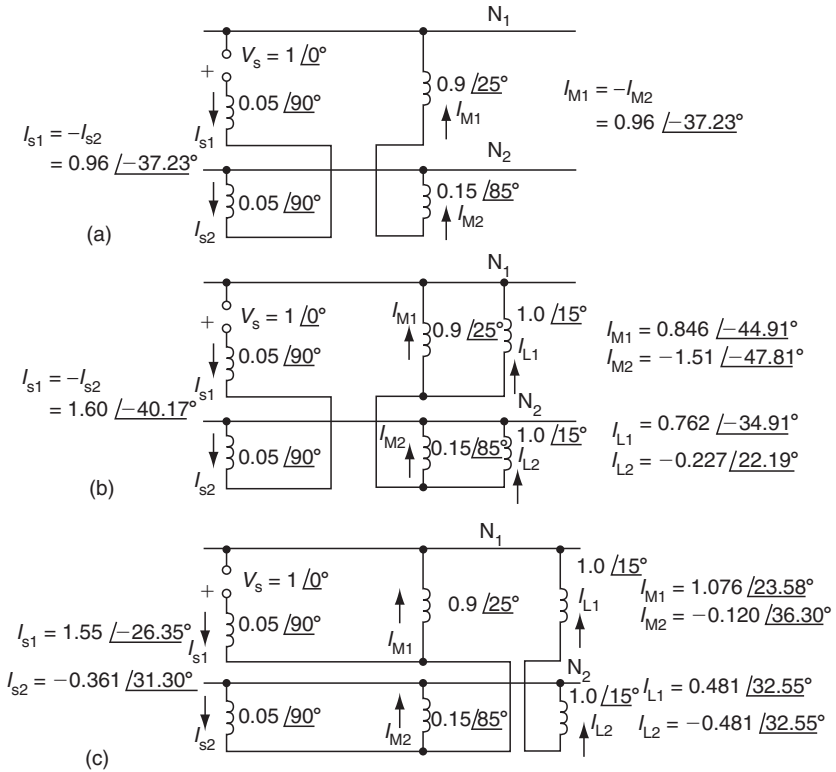 N1
Vs = 1 /0°
+
0.05 /90°
Is1
0.9 /25°
IM1
IM1 = –IM2
= 0.96 /–37.23°
Is1 = –Is2
= 0.96 /–37.23°
N2
0.05 /90°
Is2
0.15 /85°
IM2
(a)
N1
Vs = 1 /0°
+
0.05 /90°
Is1
IM1
0.9 /25°
1.0 /15°
IL1
IM1 = 0.846 /–44.91°
IM2 = –1.51 /–47.81°
Is1 = –Is2
= 1.60 /–40.17°
N2
0.05 /90°
Is2
IM2
0.15/85°
1.0 /15°
IL2
IL1 = 0.762 /–34.91°
IL2 = –0.227 /22.19°
(b)
N1
Vs = 1 /0°
+
0.05 /90°
Is1
IM1
0.9 /25°
1.0 /15°
IL1
IM1 = 1.076 /23.58°
IM2 = –0.120 /36.30°
Is1 = 1.55 /–26.35°
Is2 = –0.361 /31.30°
N2
0.05 /90°
Is2
IM2
0.15/85°
1.0 /15°
IL2
IL1 = 0.481 /32.55°
IL2 = –0.481 /32.55°
(c)